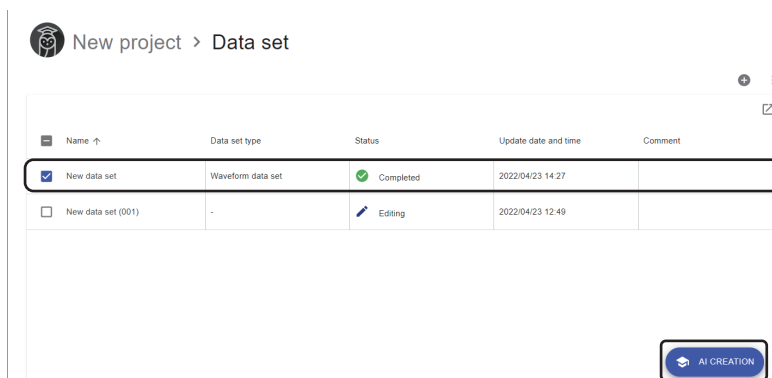 New project > Data set
Name ↑ Data set type Status Update date and time Comment
New data set Waveform data set Completed 2022/04/23 14:27
New data set (001) - Editing 2022/04/23 12:49
AI CREATION